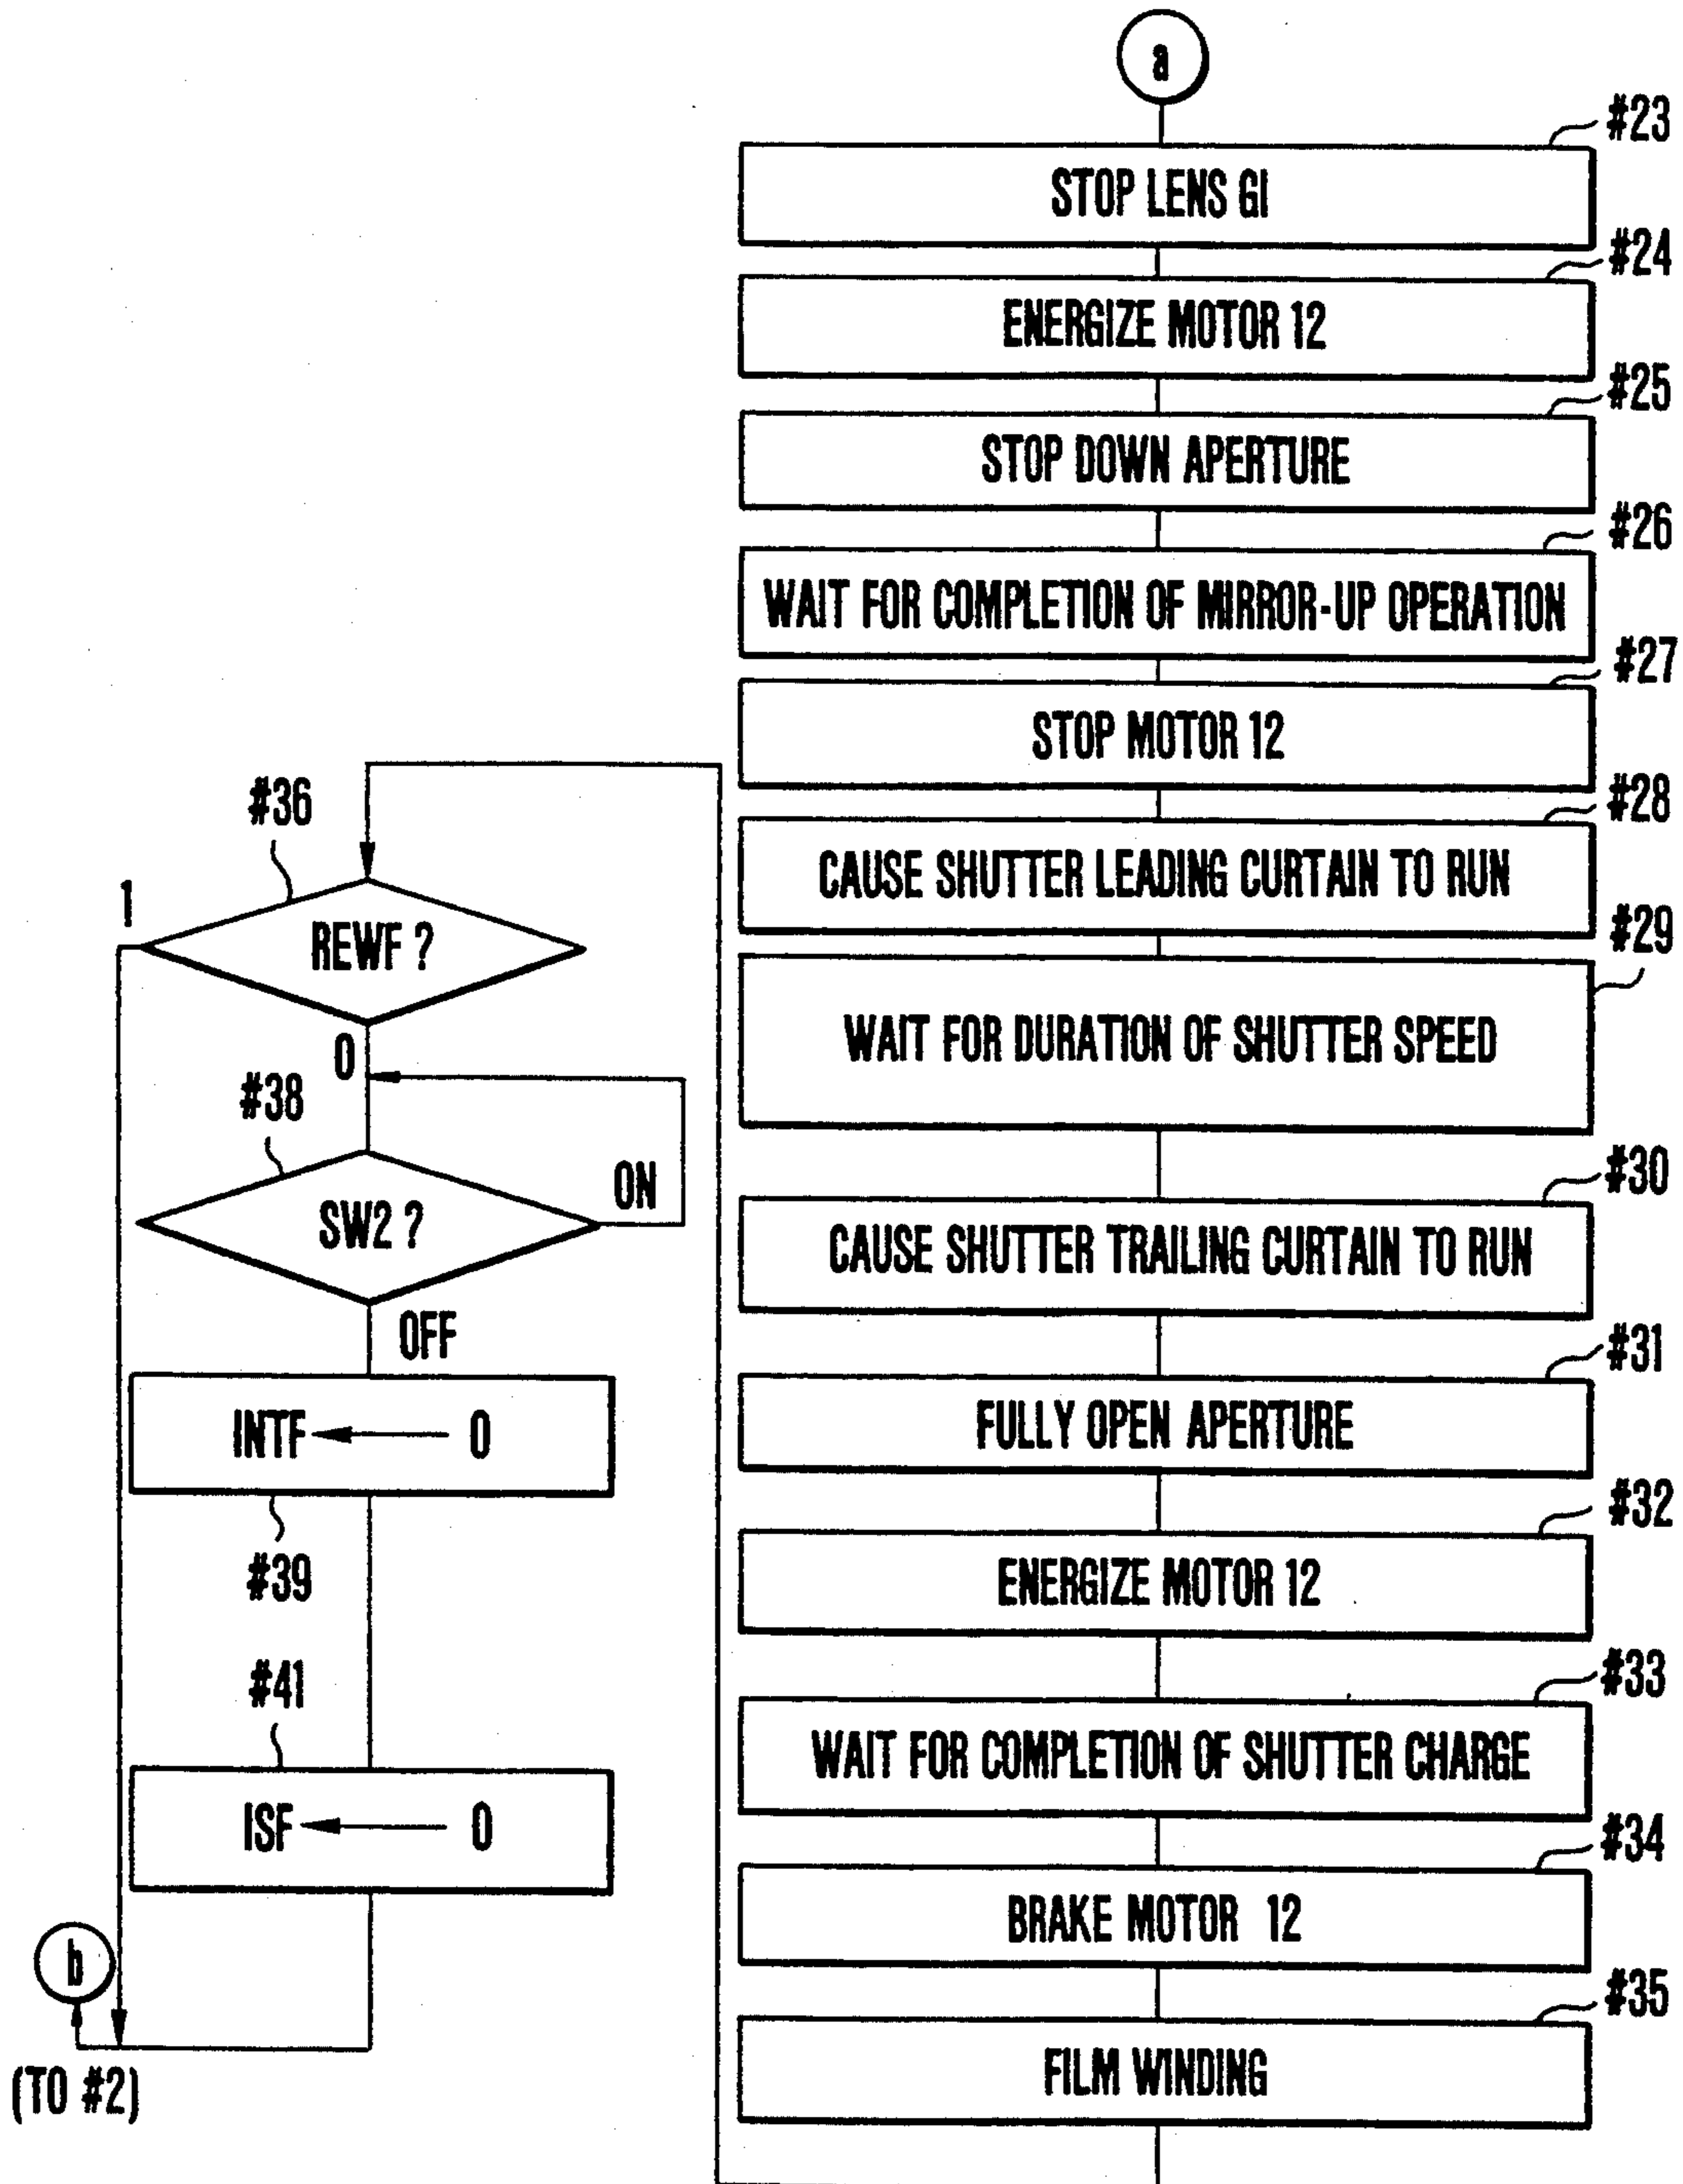 a
#23
STOP LENS GI
#24
ENERGIZE MOTOR 12
#25
STOP DOWN APERTURE
#26
WAIT FOR COMPLETION OF MIRROR-UP OPERATION
#27
STOP MOTOR 12
#28
CAUSE SHUTTER LEADING CURTAIN TO RUN
#29
WAIT FOR DURATION OF SHUTTER SPEED
#30
CAUSE SHUTTER TRAILING CURTAIN TO RUN
#31
FULLY OPEN APERTURE
#32
ENERGIZE MOTOR 12
#33
WAIT FOR COMPLETION OF SHUTTER CHARGE
#34
BRAKE MOTOR 12
#35
FILM WINDING
#36
1
REWF ?
0
#38
SW2 ?
ON
OFF
INTF ← 0
#39
#41
ISF ← 0
b
(TO #2)